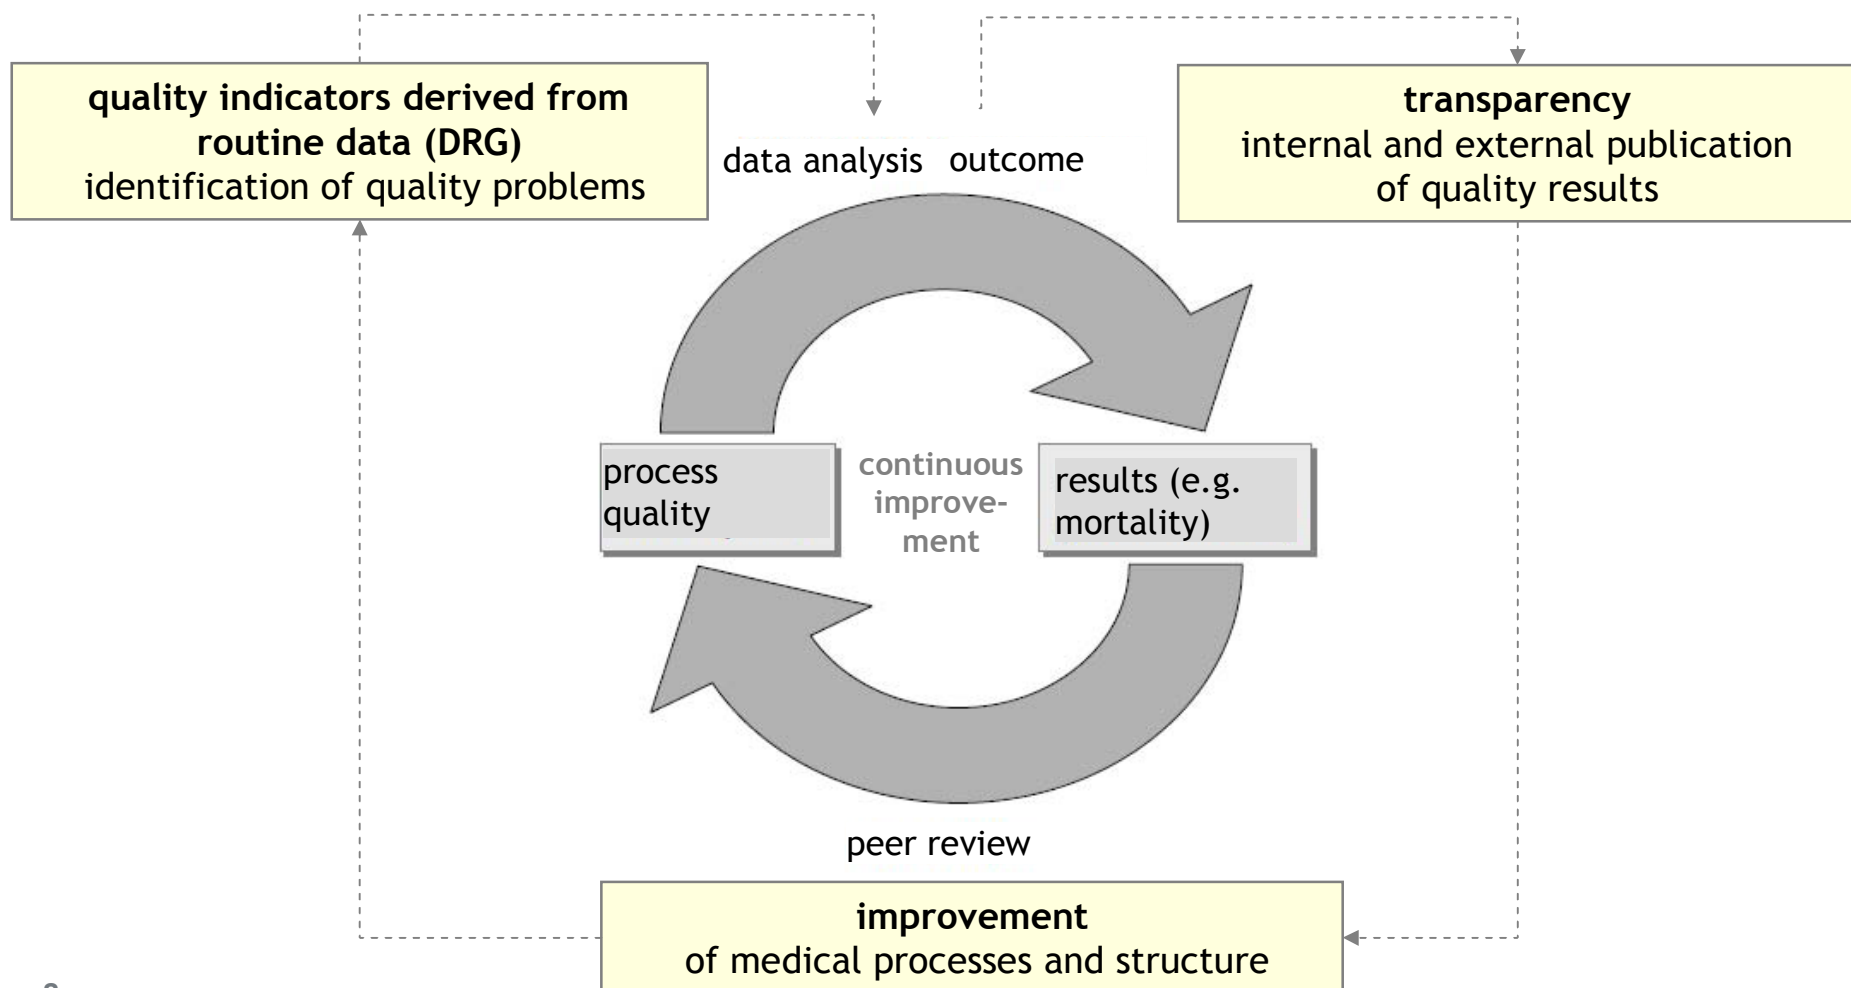 quality indicators derived from
routine data (DRG)
identification of quality problems
data analysis outcome
transparency
internal and external publication
of quality results
process
quality
continuous
improve-
ment
results (e.g.
mortality)
peer review
improvement
of medical processes and structure